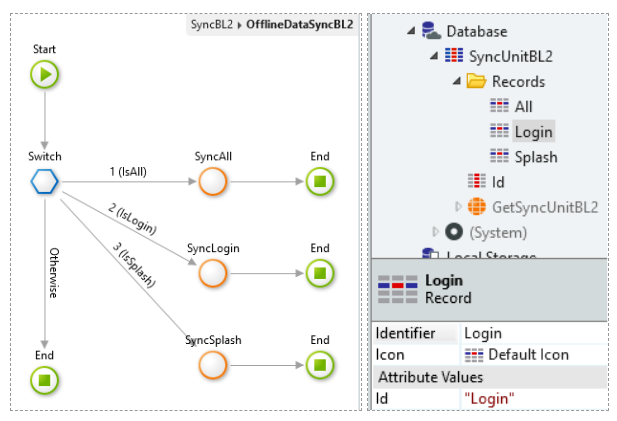 SyncBL2 ▸ OfflineDataSyncBL2
Start
Switch
1 (IsAll)
SyncAll
End
2 (IsLogin)
SyncLogin
End
3 (IsSplash)
SyncSplash
End
Otherwise
End
Database
SyncUnitBL2
Records
All
Login
Splash
Id
GetSyncUnitBL2
(System)
Local Storage
Login
Record
Identifier Login
Icon Default Icon
Attribute Values
Id "Login"